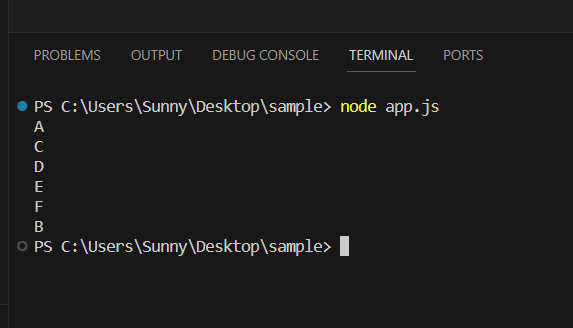 PROBLEMS OUTPUT DEBUG CONSOLE TERMINAL PORTS
PS C:\Users\Sunny\Desktop\sample> node app.js
A
C
D
E
F
B
PS C:\Users\Sunny\Desktop\sample>